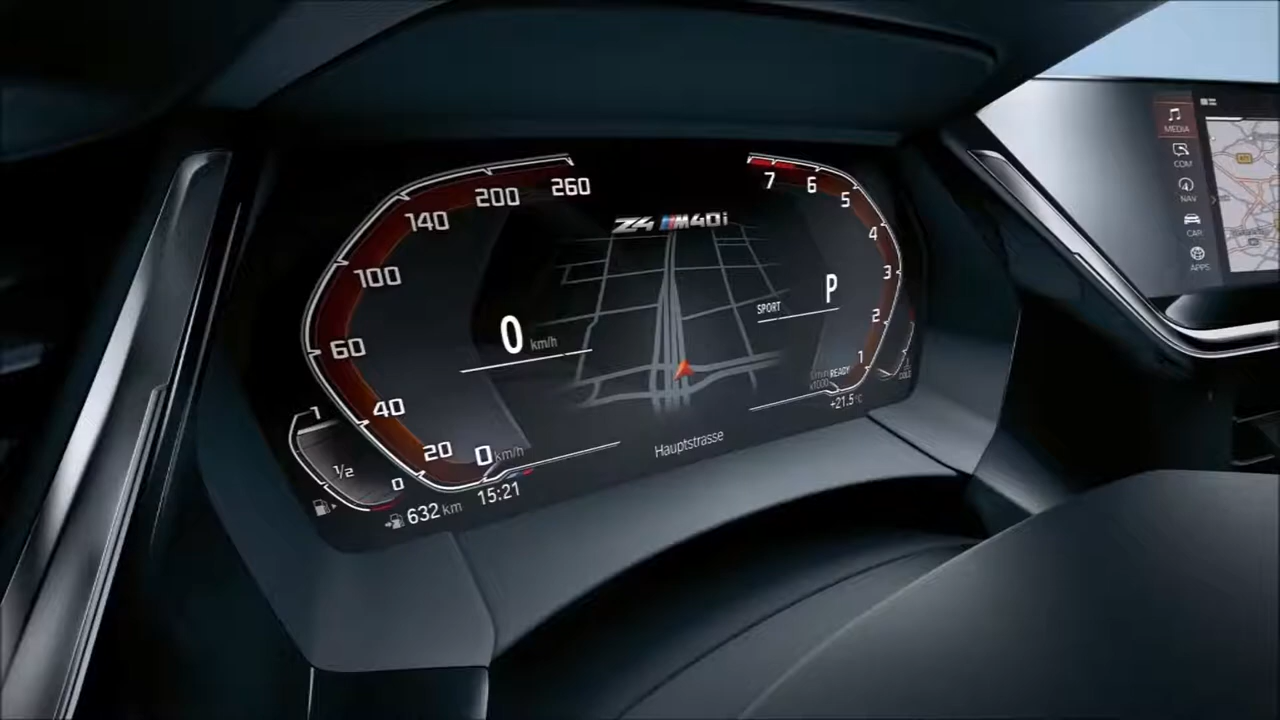 260
200
140
100
60
40
20
0 km/h
1
1/2
0
632 km
15:21
Z4 M40i
0 km/h
SPORT
P
Hauptstrasse
7
6
5
4
3
2
1
READY
x1000
+21.5°C
MEDIA
COM
NAV
CAR
APPS